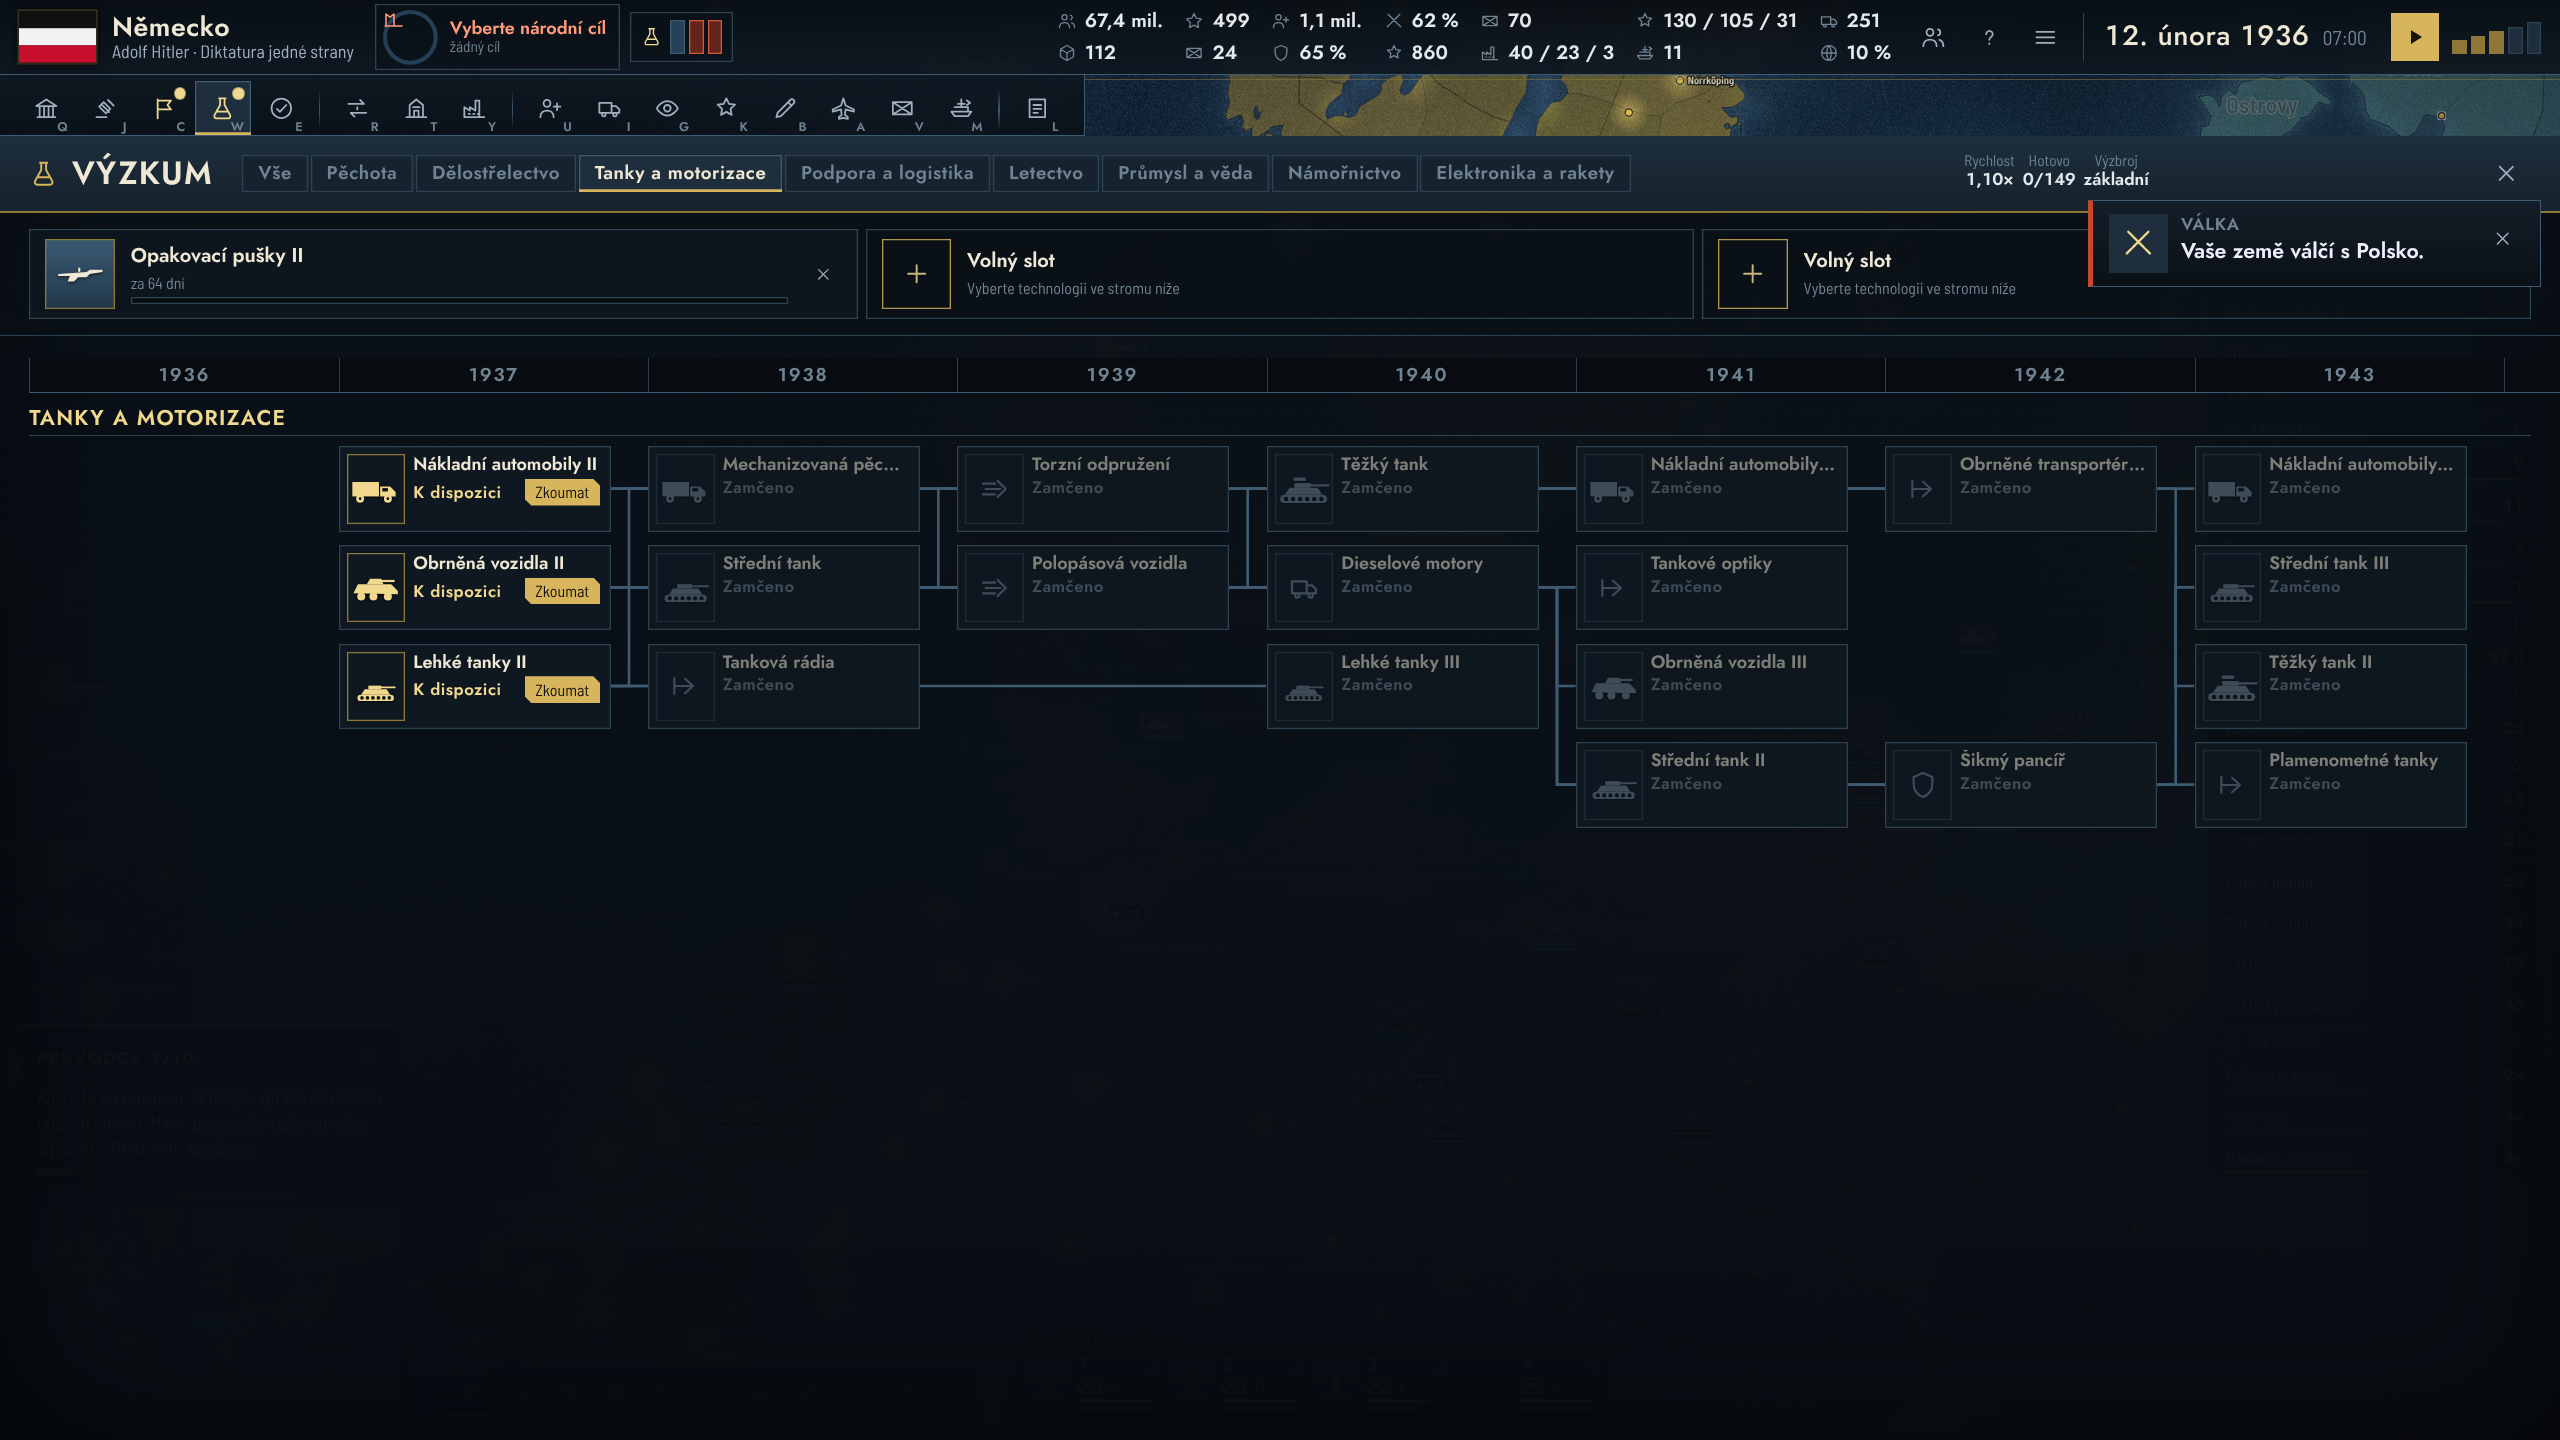 Německo
Adolf Hitler · Diktatura jedné strany
Vyberte národní cíl
žádný cíl
67,4 mil. 499 1,1 mil. 62 % 70 130 / 105 / 31 251
112 24 65 % 860 40 / 23 / 3 11 10 %
?
12. února 1936 07:00
Q J C W E R T Y U I G K B A V M L
Norrköping
Ostrovy
VÝZKUM
Vše
Pěchota
Dělostřelectvo
Tanky a motorizace
Podpora a logistika
Letectvo
Průmysl a věda
Námořnictvo
Elektronika a rakety
Rychlost Hotovo Výzbroj
1,10× 0/149 základní
VÁLKA
Vaše země válčí s Polsko.
Opakovací pušky II
za 64 dní
Volný slot
Vyberte technologii ve stromu níže
Volný slot
Vyberte technologii ve stromu níže
1936 1937 1938 1939 1940 1941 1942 1943
TANKY A MOTORIZACE
Nákladní automobily II
K dispozici Zkoumat
Mechanizovaná pěc...
Zamčeno
Torzní odpružení
Zamčeno
Těžký tank
Zamčeno
Nákladní automobily...
Zamčeno
Obrněné transportér...
Zamčeno
Nákladní automobily...
Zamčeno
Obrněná vozidla II
K dispozici Zkoumat
Střední tank
Zamčeno
Polopásová vozidla
Zamčeno
Dieselové motory
Zamčeno
Tankové optiky
Zamčeno
Střední tank III
Zamčeno
Lehké tanky II
K dispozici Zkoumat
Tanková rádia
Zamčeno
Lehké tanky III
Zamčeno
Obrněná vozidla III
Zamčeno
Těžký tank II
Zamčeno
Střední tank II
Zamčeno
Šikmý pancíř
Zamčeno
Plamenometné tanky
Zamčeno
PRŮVODCE 2/10